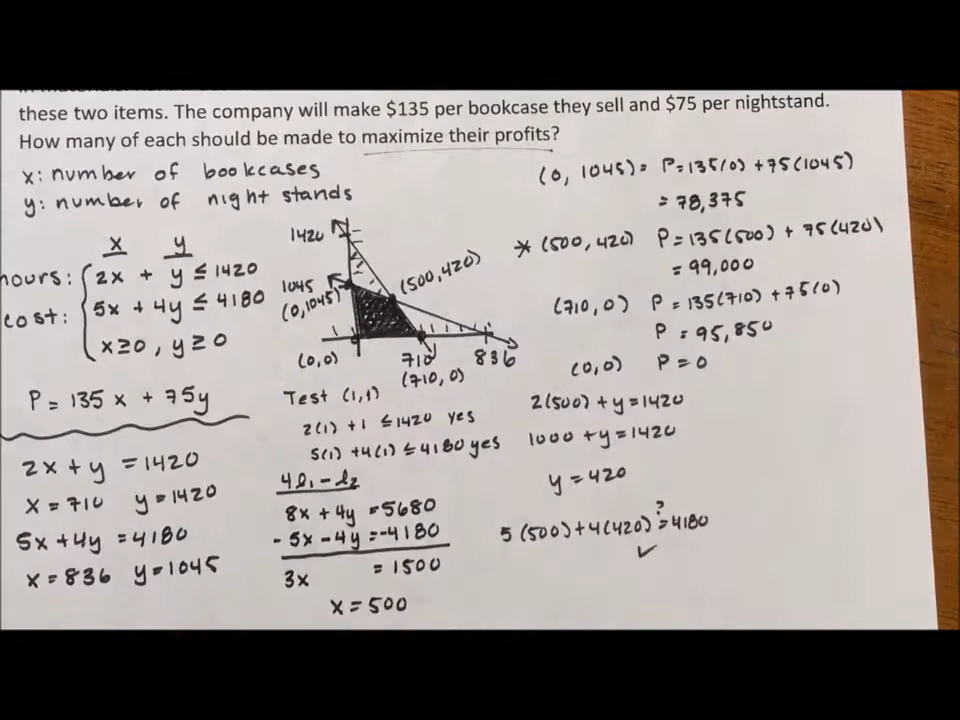 these two items. The company will make $135 per bookcase they sell and $75 per nightstand.
How many of each should be made to maximize their profits?
x: number of bookcases
y: number of night stands
x y
hours: 2x + y ≤ 1420
cost: 5x + 4y ≤ 4180
x≥0, y≥0
P = 135x + 75y
2x + y = 1420
x = 710 y = 1420
5x + 4y = 4180
x = 836 y = 1045
1420
1045
(0,1045)
(500,420)
(0,0)
710
836
(710,0)
Test (1,1)
2(1) + 1 ≤ 1420 yes
5(1) + 4(1) ≤ 4180 yes
4l₁ - l₂
8x + 4y = 5680
- 5x - 4y = -4180
3x = 1500
x = 500
(0, 1045) = P = 135(0) + 75(1045)
= 78,375
* (500, 420) P = 135(500) + 75(420)
= 99,000
(710, 0) P = 135(710) + 75(0)
P = 95,850
(0,0) P = 0
2(500) + y = 1420
1000 + y = 1420
y = 420
5(500) + 4(420) ?= 4180
✓